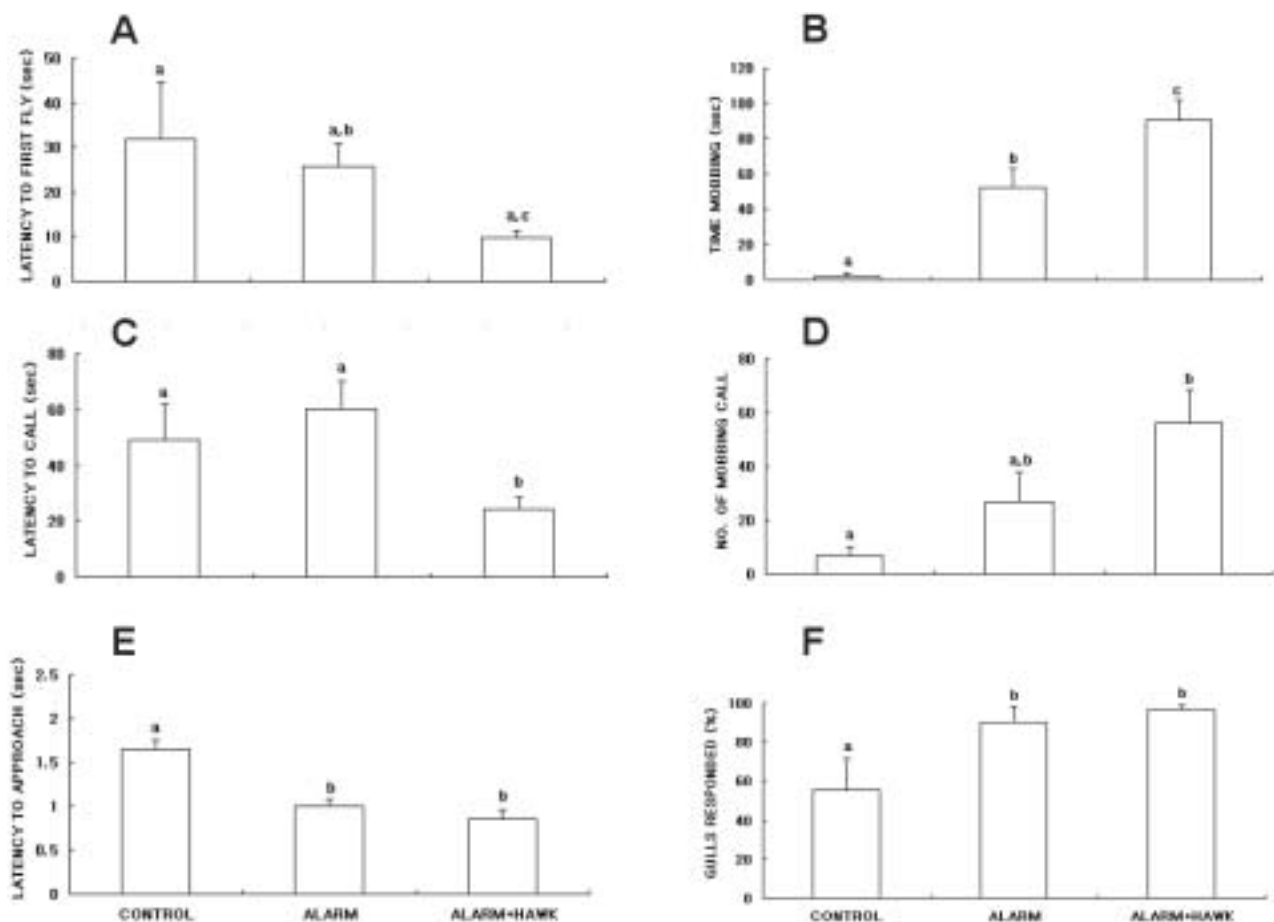 A
LATENCY TO FIRST FLY (sec)
50
40
30
20
10
0
a
a,b
a,c
B
TIME MOBBING (sec)
120
100
80
60
40
20
0
a
b
c
C
LATENCY TO CALL (sec)
80
60
40
20
0
a
a
b
D
NO. OF MOBBING CALL
80
60
40
20
0
a
a,b
b
E
LATENCY TO APPROACH (sec)
2.5
2
1.5
1
0.5
0
a
b
b
CONTROL
ALARM
ALARM+HAWK
F
GULLS RESPONDED (%)
100
80
60
40
20
0
a
b
b
CONTROL
ALARM
ALARM+HAWK